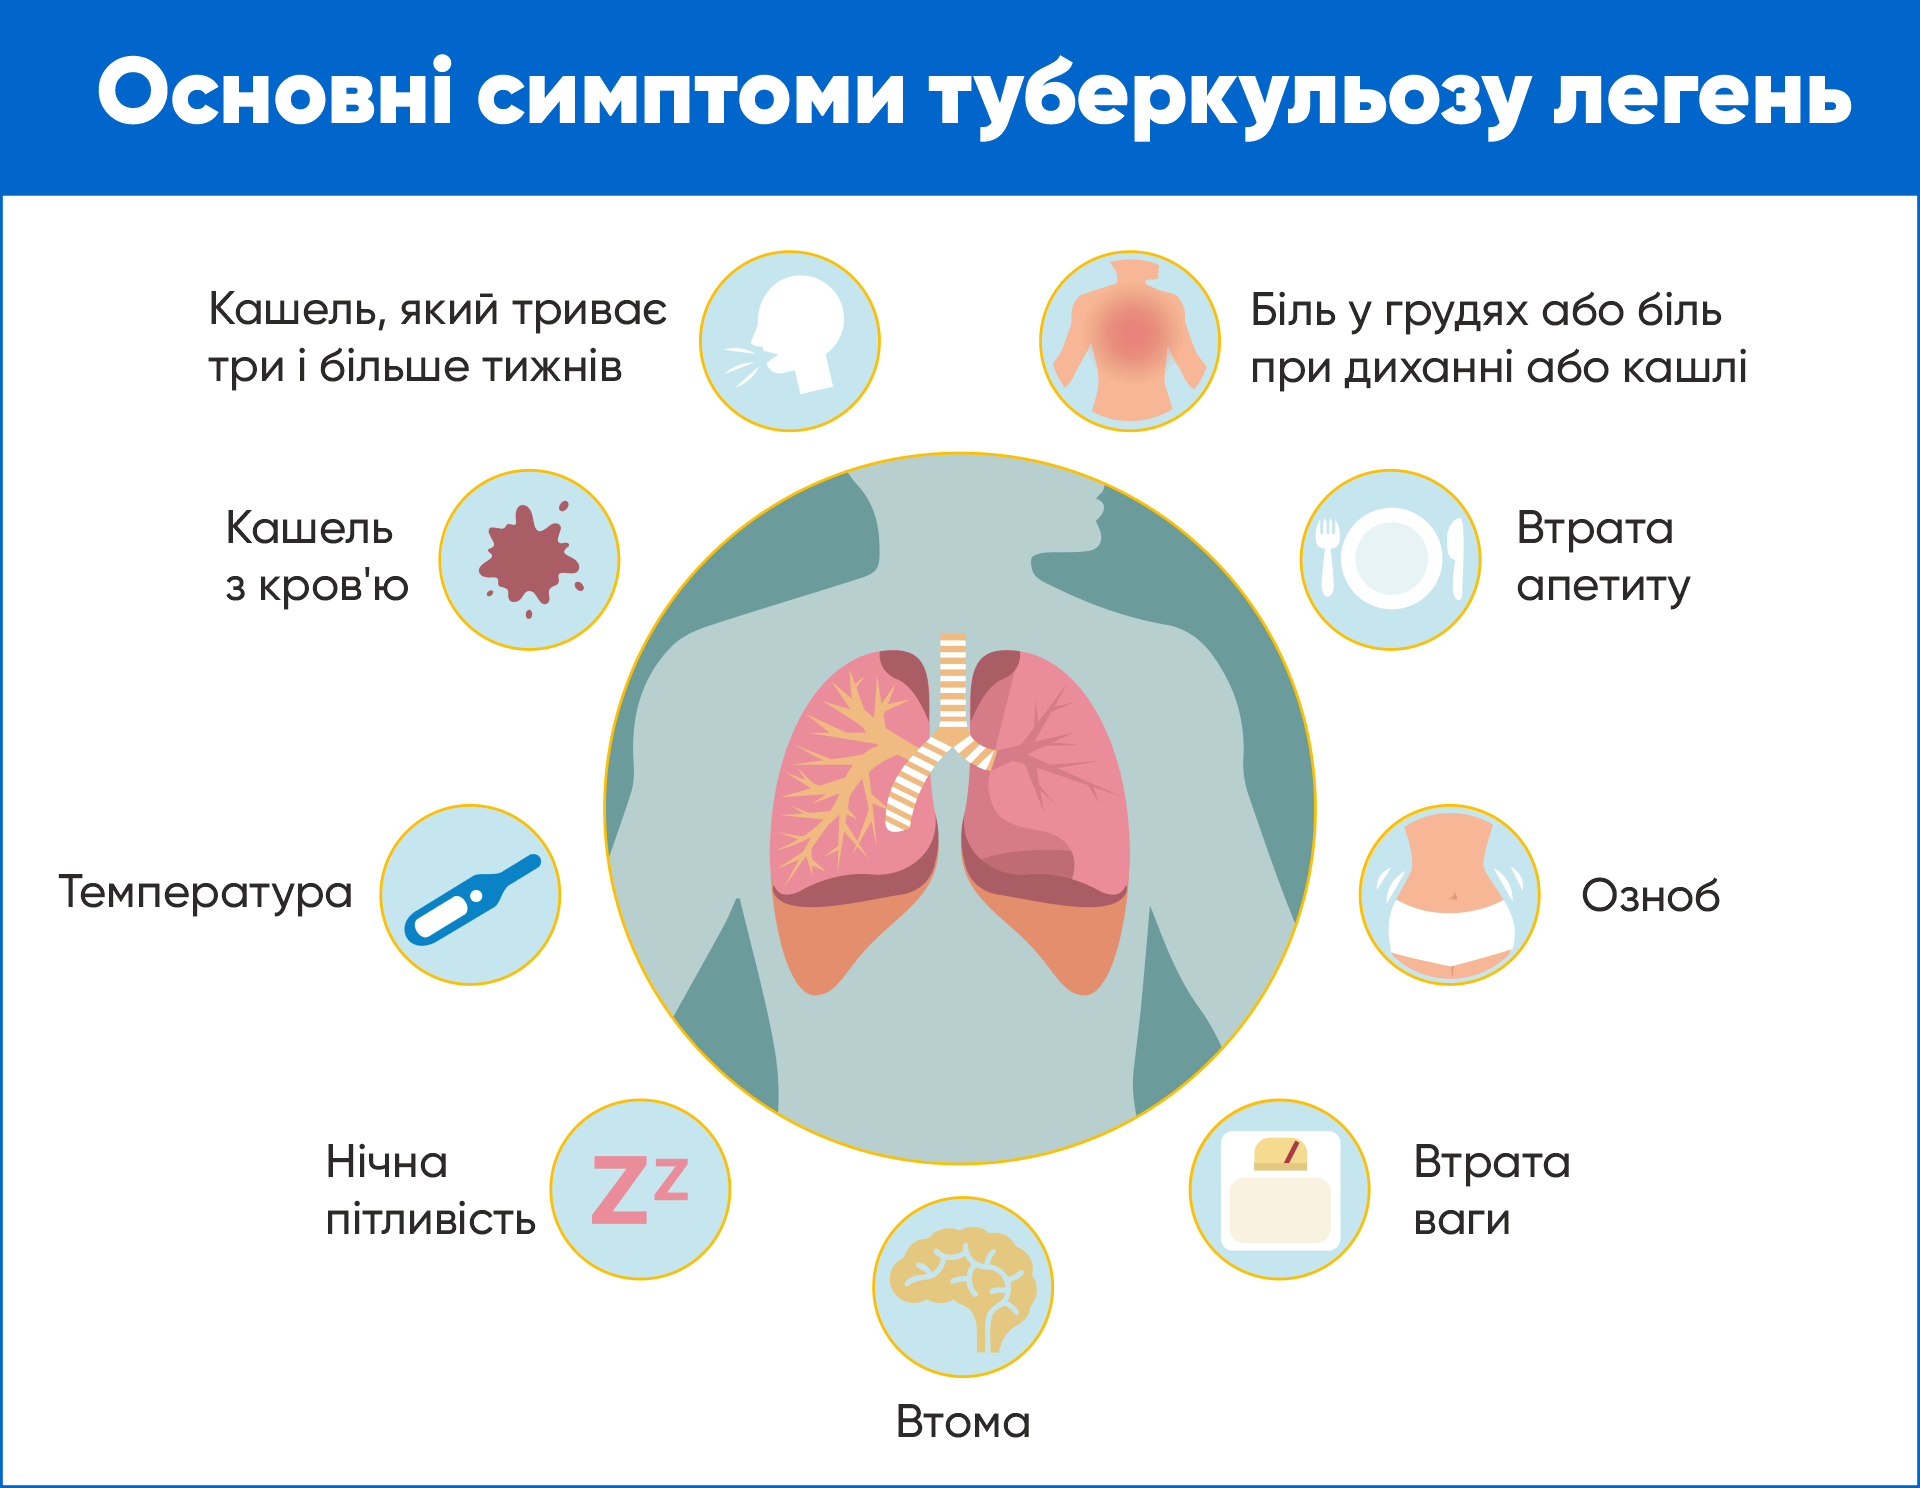 Основні симптоми туберкульозу легень
Кашель, який триває
три і більше тижнів
Біль у грудях або біль
при диханні або кашлі
Кашель
з кров'ю
Втрата
апетиту
Температура
Озноб
Нічна
пітливість
Zz
Втрата
ваги
Втома